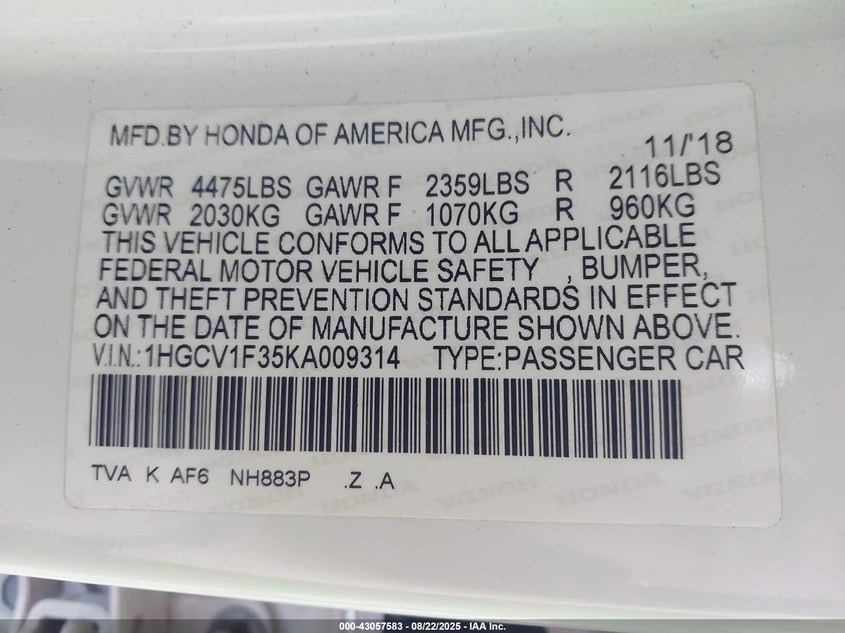 MFD.BY HONDA OF AMERICA MFG.,INC.
11/'18
GVWR 4475LBS GAWR F 2359LBS R 2116LBS
GVWR 2030KG GAWR F 1070KG R 960KG
THIS VEHICLE CONFORMS TO ALL APPLICABLE
FEDERAL MOTOR VEHICLE SAFETY , BUMPER,
AND THEFT PREVENTION STANDARDS IN EFFECT
ON THE DATE OF MANUFACTURE SHOWN ABOVE.
V.I.N.:1HGCV1F35KA009314 TYPE:PASSENGER CAR
TVA K AF6 NH883P .Z .A
000-43057583 - 08/22/2025 - IAA Inc.